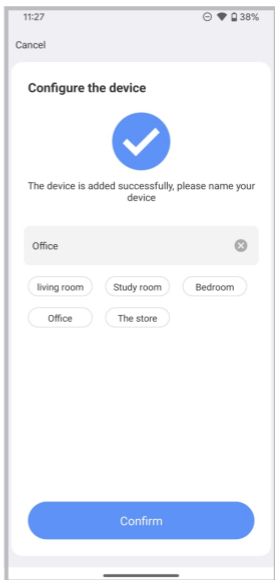 11:27 38%
Cancel
Configure the device
The device is added successfully, please name your
device
Office
living room Study room Bedroom
Office The store
Confirm